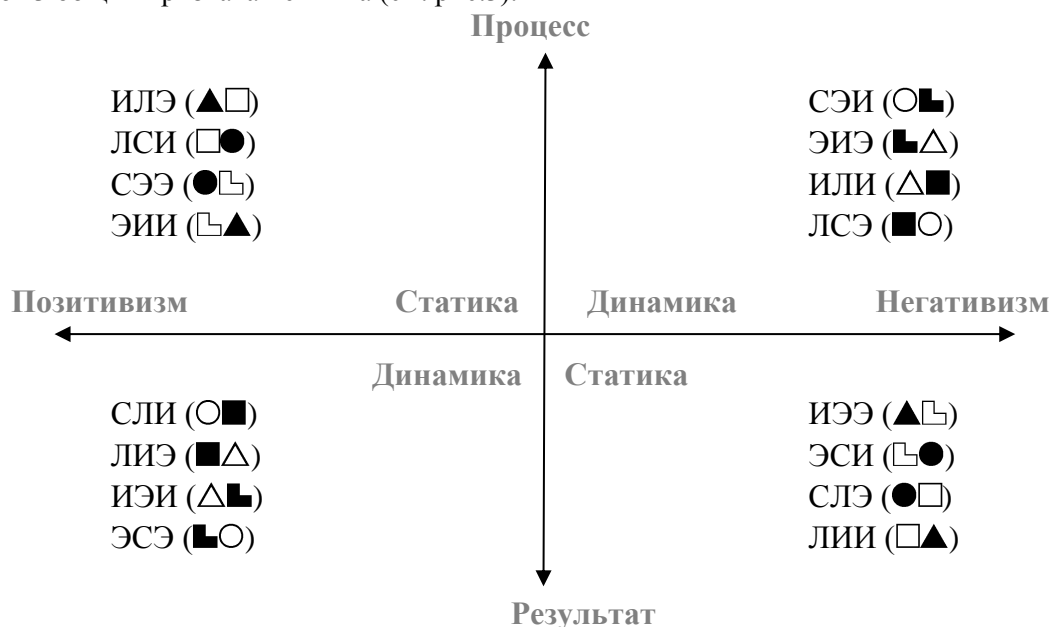 Процесс
ИЛЭ (▲□)
ЛСИ (□●)
СЭЭ (●L)
ЭИИ (L▲)
СЭИ (○L)
ЭИЭ (L△)
ИЛИ (△■)
ЛСЭ (■○)
Позитивизм Статика Динамика Негативизм
Динамика Статика
СЛИ (○■)
ЛИЭ (■△)
ИЭИ (△L)
ЭСЭ (L○)
ИЭЭ (▲L)
ЭСИ (L●)
СЛЭ (●□)
ЛИИ (□▲)
Результат